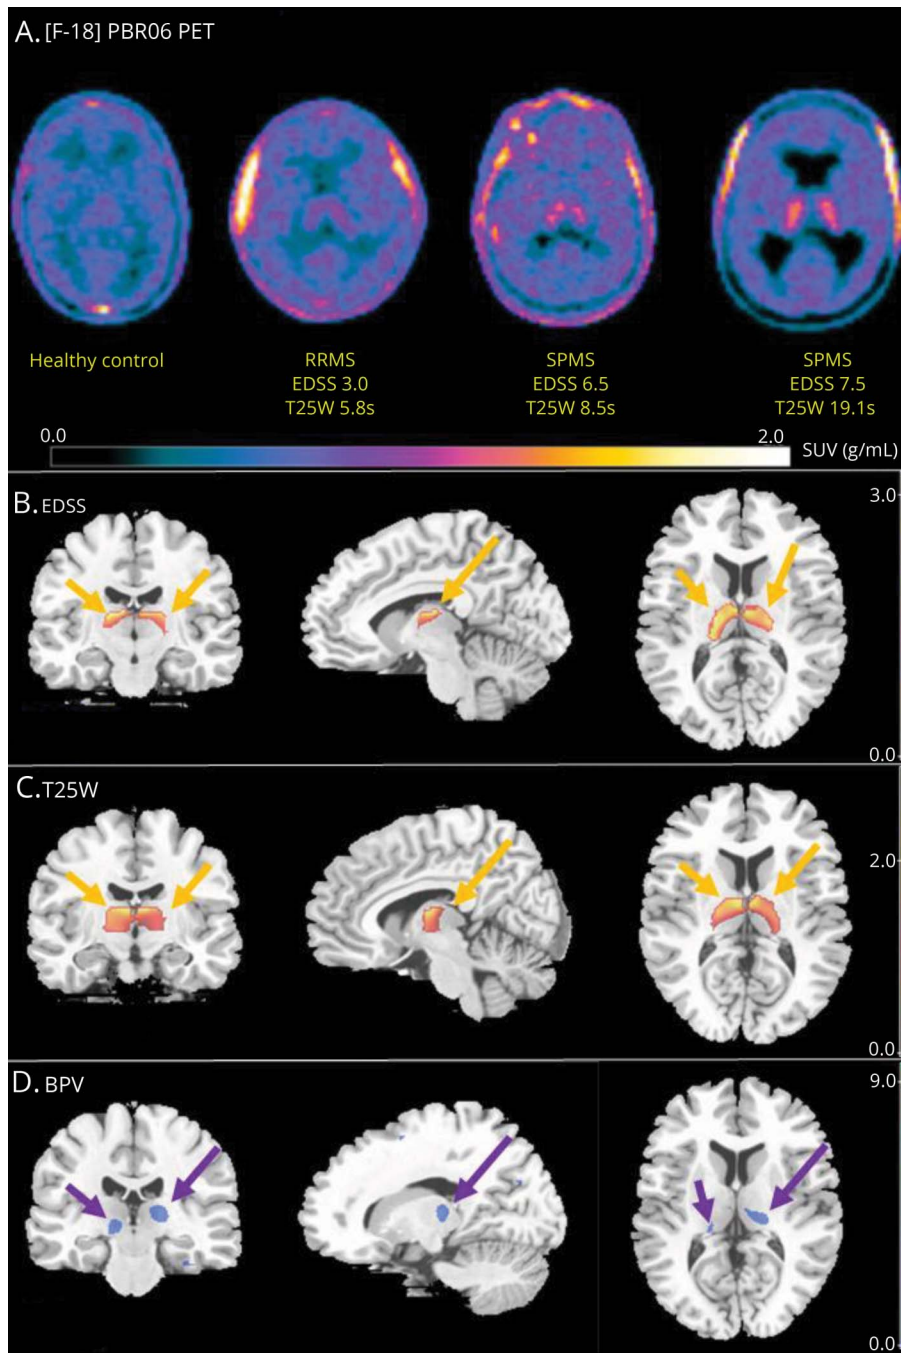 A. [F-18] PBR06 PET
Healthy control
RRMS
EDSS 3.0
T25W 5.8s
SPMS
EDSS 6.5
T25W 8.5s
SPMS
EDSS 7.5
T25W 19.1s
0.0
2.0
SUV (g/mL)
B. EDSS
3.0
0.0
C. T25W
2.0
0.0
D. BPV
9.0
0.0